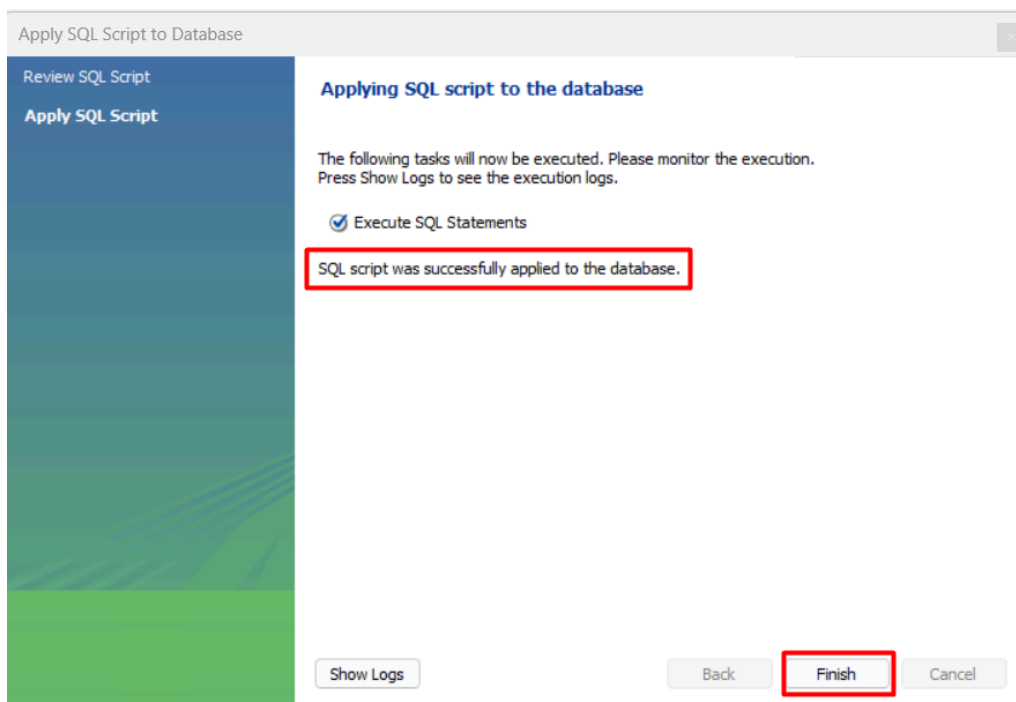 Apply SQL Script to Database
Review SQL Script
Apply SQL Script
Applying SQL script to the database
The following tasks will now be executed. Please monitor the execution.
Press Show Logs to see the execution logs.
Execute SQL Statements
SQL script was successfully applied to the database.
Show Logs
Back
Finish
Cancel